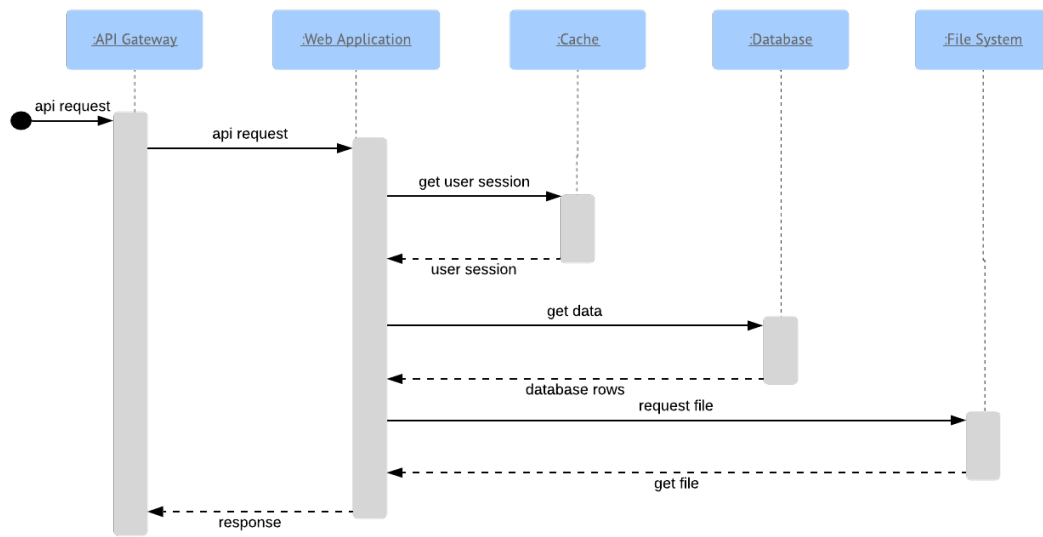 :API Gateway
:Web Application
:Cache
:Database
:File System
api request
api request
get user session
user session
get data
database rows
request file
get file
response